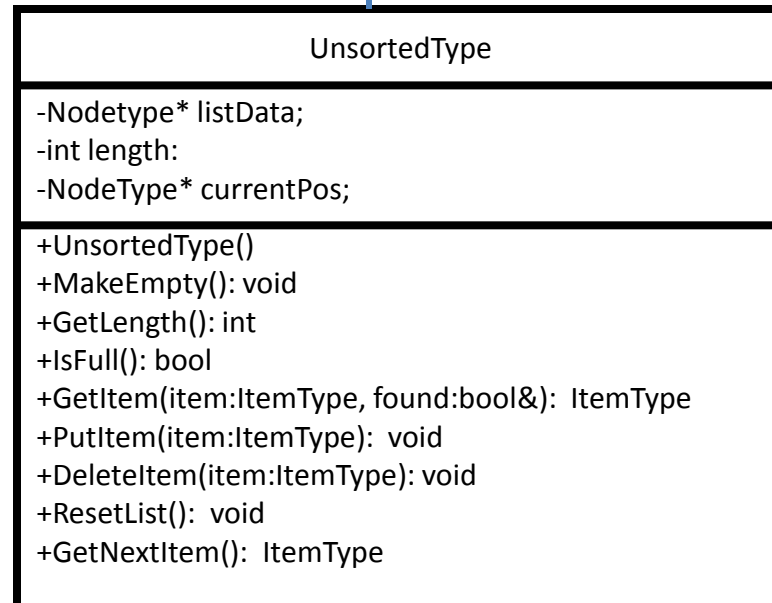 UnsortedType
-Nodetype* listData;
-int length:
-NodeType* currentPos;
+UnsortedType()
+MakeEmpty(): void
+GetLength(): int
+IsFull(): bool
+GetItem(item:ItemType, found:bool&): ItemType
+PutItem(item:ItemType): void
+DeleteItem(item:ItemType): void
+ResetList(): void
+GetNextItem(): ItemType